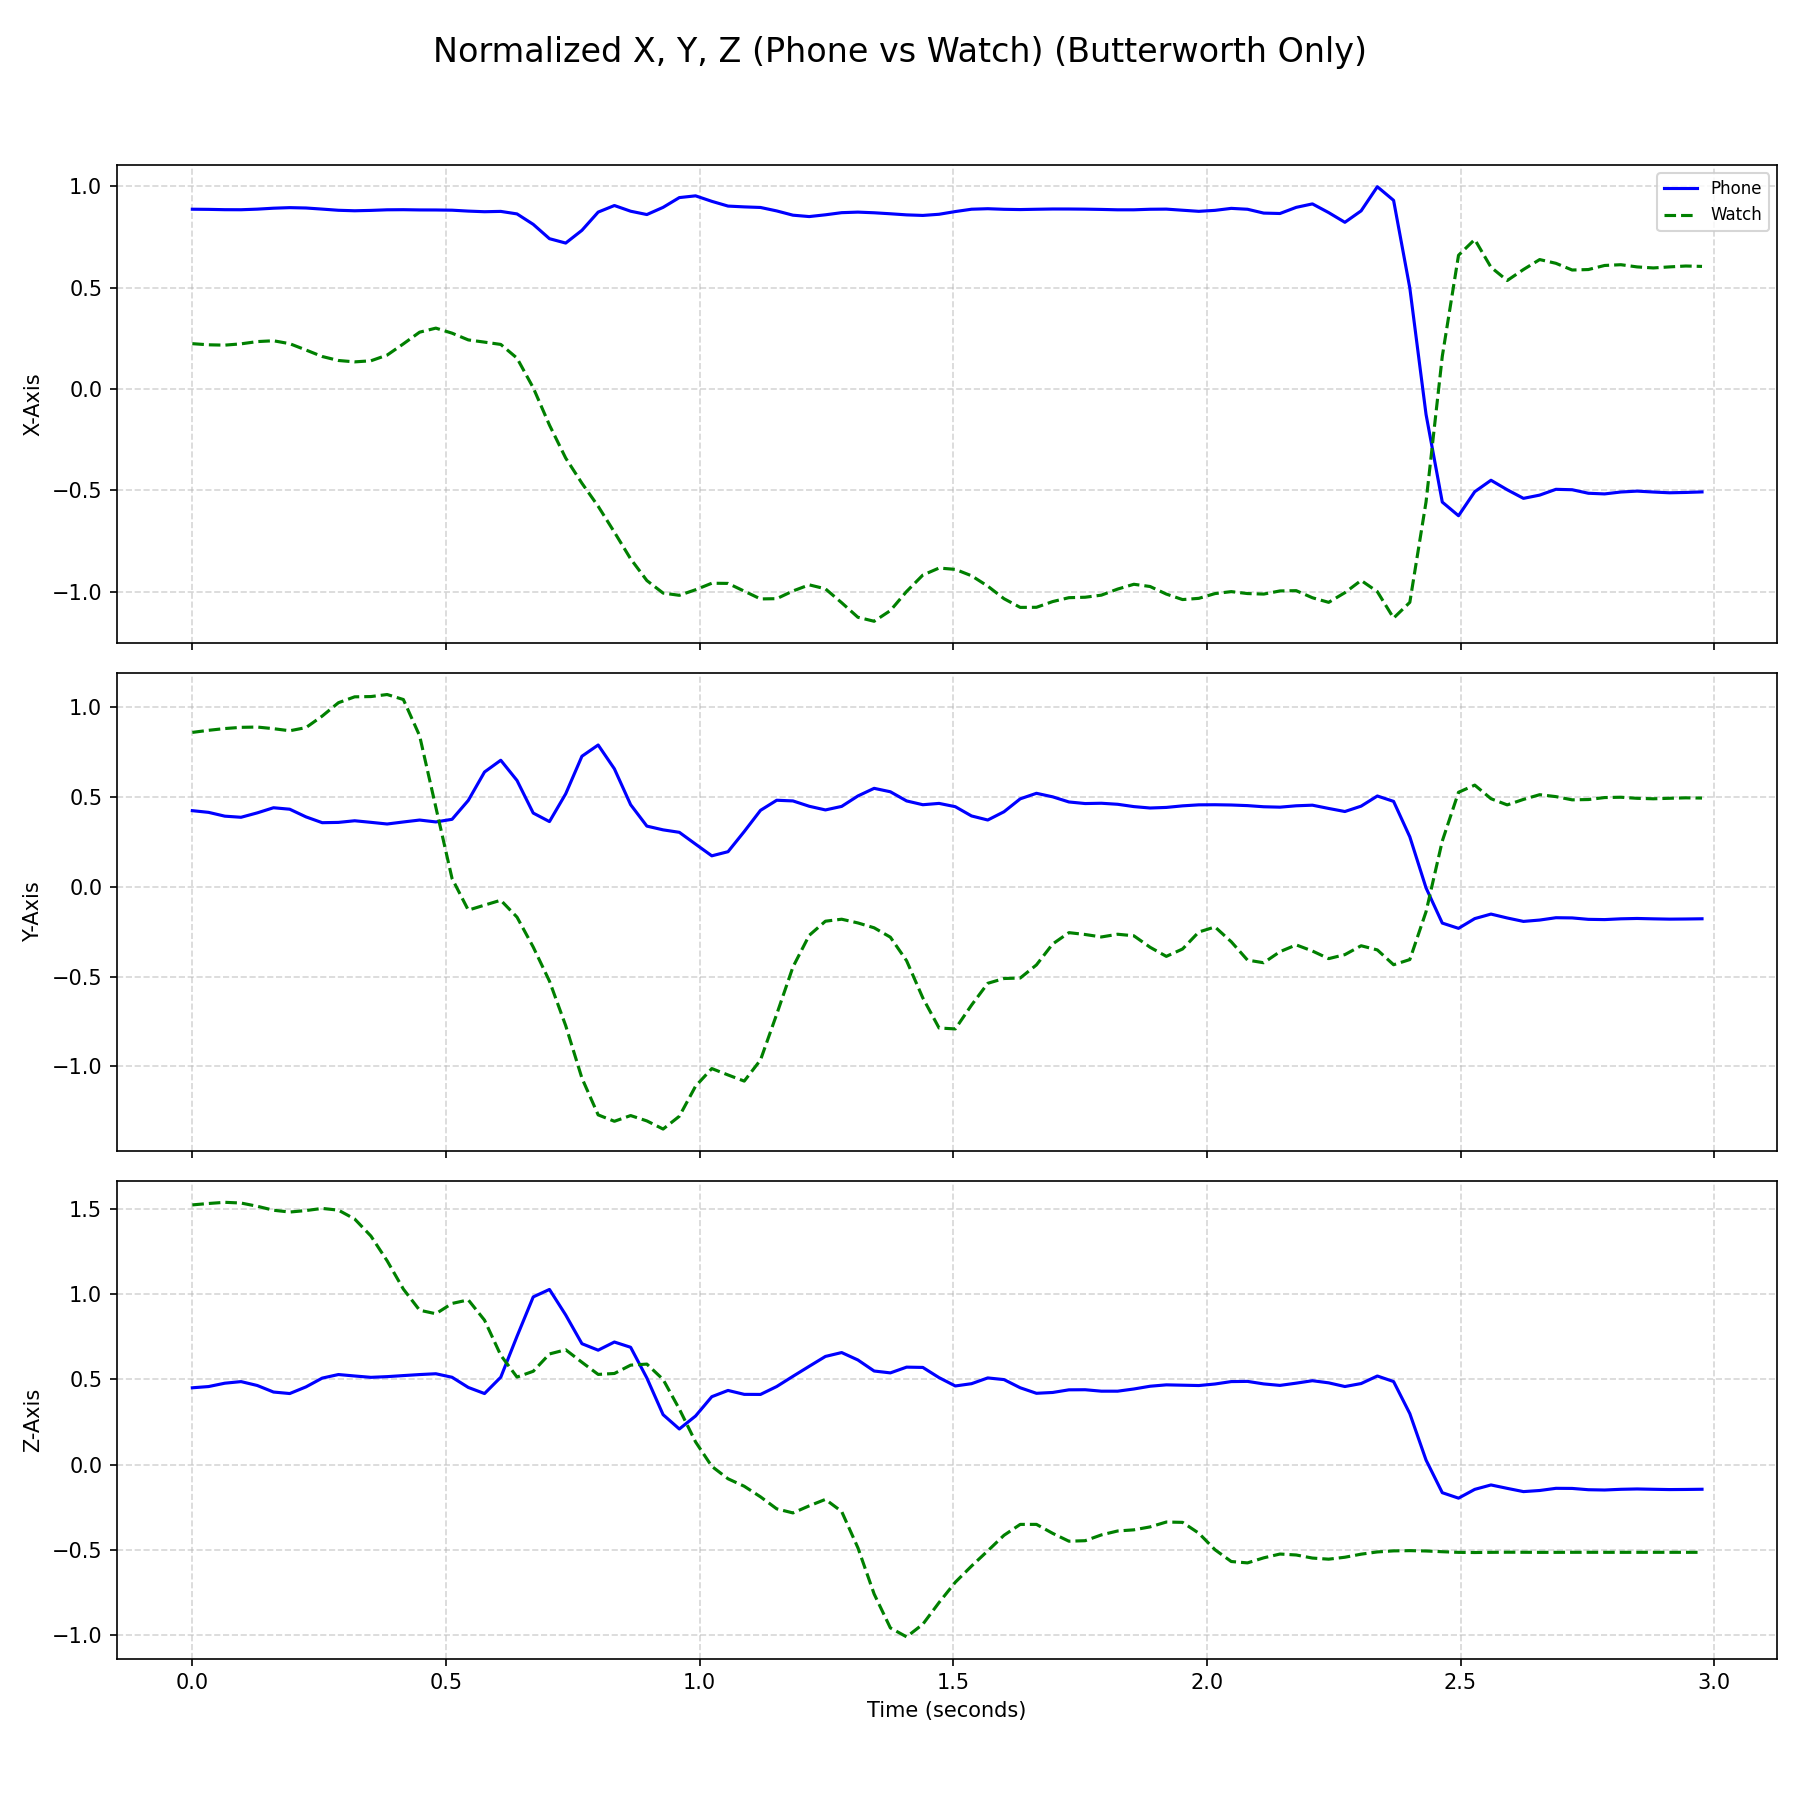 Normalized X, Y, Z (Phone vs Watch) (Butterworth Only)
Phone
Watch
1.0
0.5
0.0
−0.5
−1.0
X-Axis
1.0
0.5
0.0
−0.5
−1.0
Y-Axis
1.5
1.0
0.5
0.0
−0.5
−1.0
Z-Axis
0.0 0.5 1.0 1.5 2.0 2.5 3.0
Time (seconds)